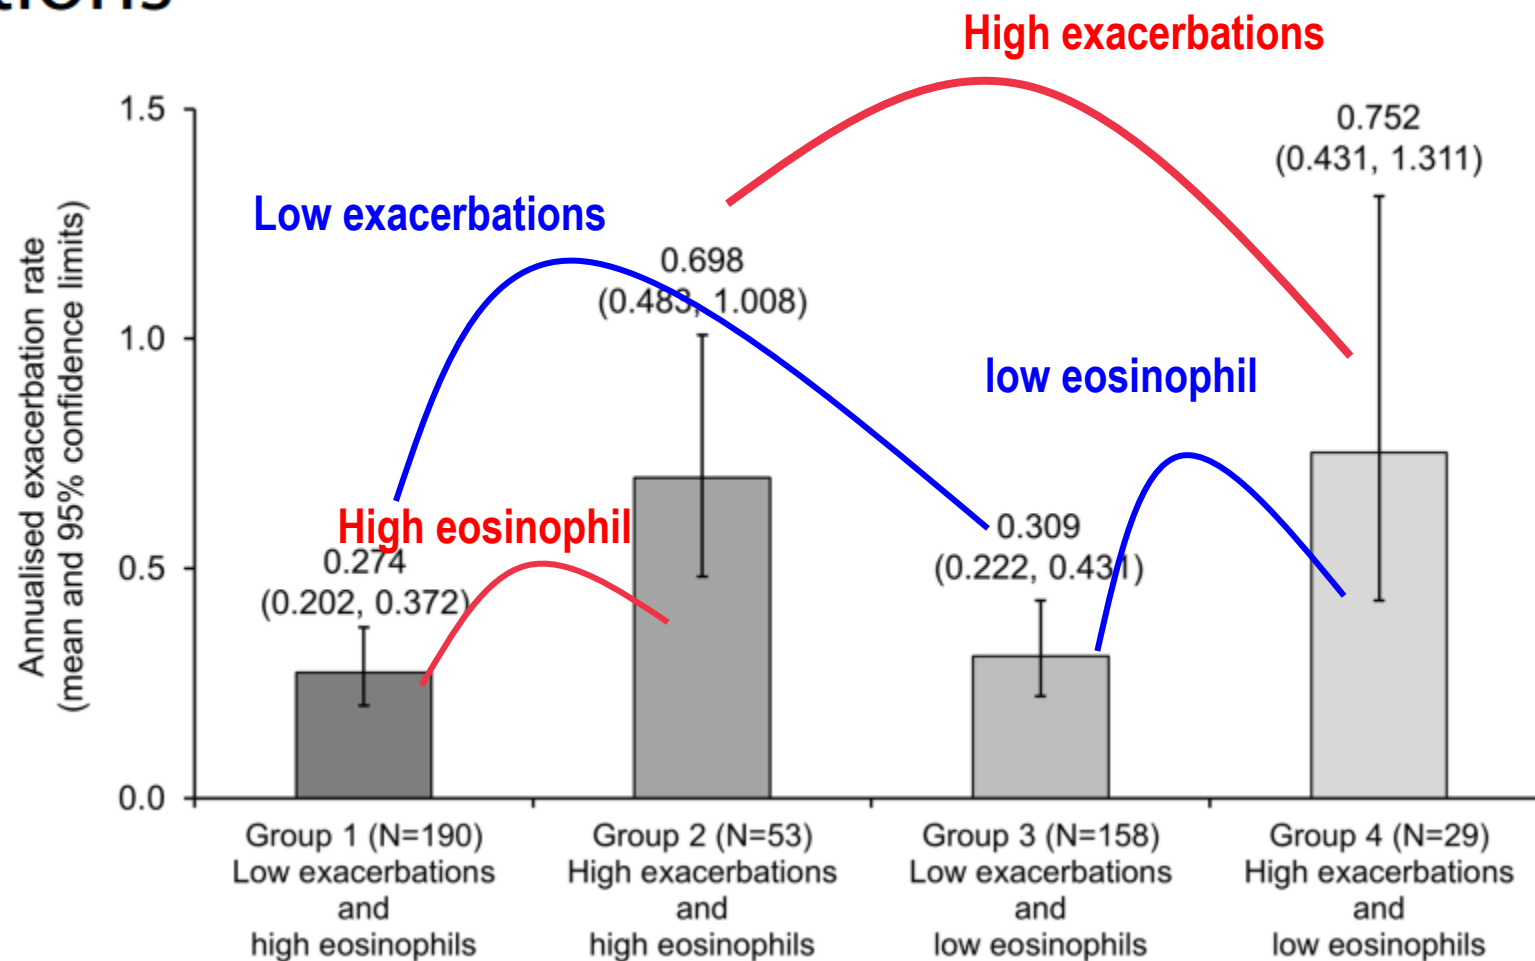 High exacerbations
1.5
0.752
(0.431, 1.311)
Low exacerbations
0.698
(0.483, 1.008)
1.0
low eosinophil
Annualised exacerbation rate
(mean and 95% confidence limits)
High eosinophil
0.274
(0.202, 0.372)
0.5
0.309
(0.222, 0.431)
0.0
Group 1 (N=190)
Low exacerbations
and
high eosinophils
Group 2 (N=53)
High exacerbations
and
high eosinophils
Group 3 (N=158)
Low exacerbations
and
low eosinophils
Group 4 (N=29)
High exacerbations
and
low eosinophils